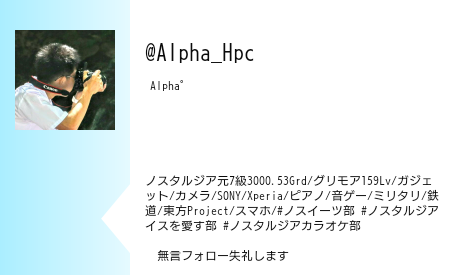 @Alpha_Hpc
Alpha°
ノスタルジア元7級3000.53Grd/グリモア159Lv/ガジェ
ット/カメラ/SONY/Xperia/ピアノ/音ゲー/ミリタリ/鉄
道/東方Project/スマホ/#ノスイーツ部 #ノスタルジア
イスを愛す部 #ノスタルジアカラオケ部
無言フォロー失礼します
Canon